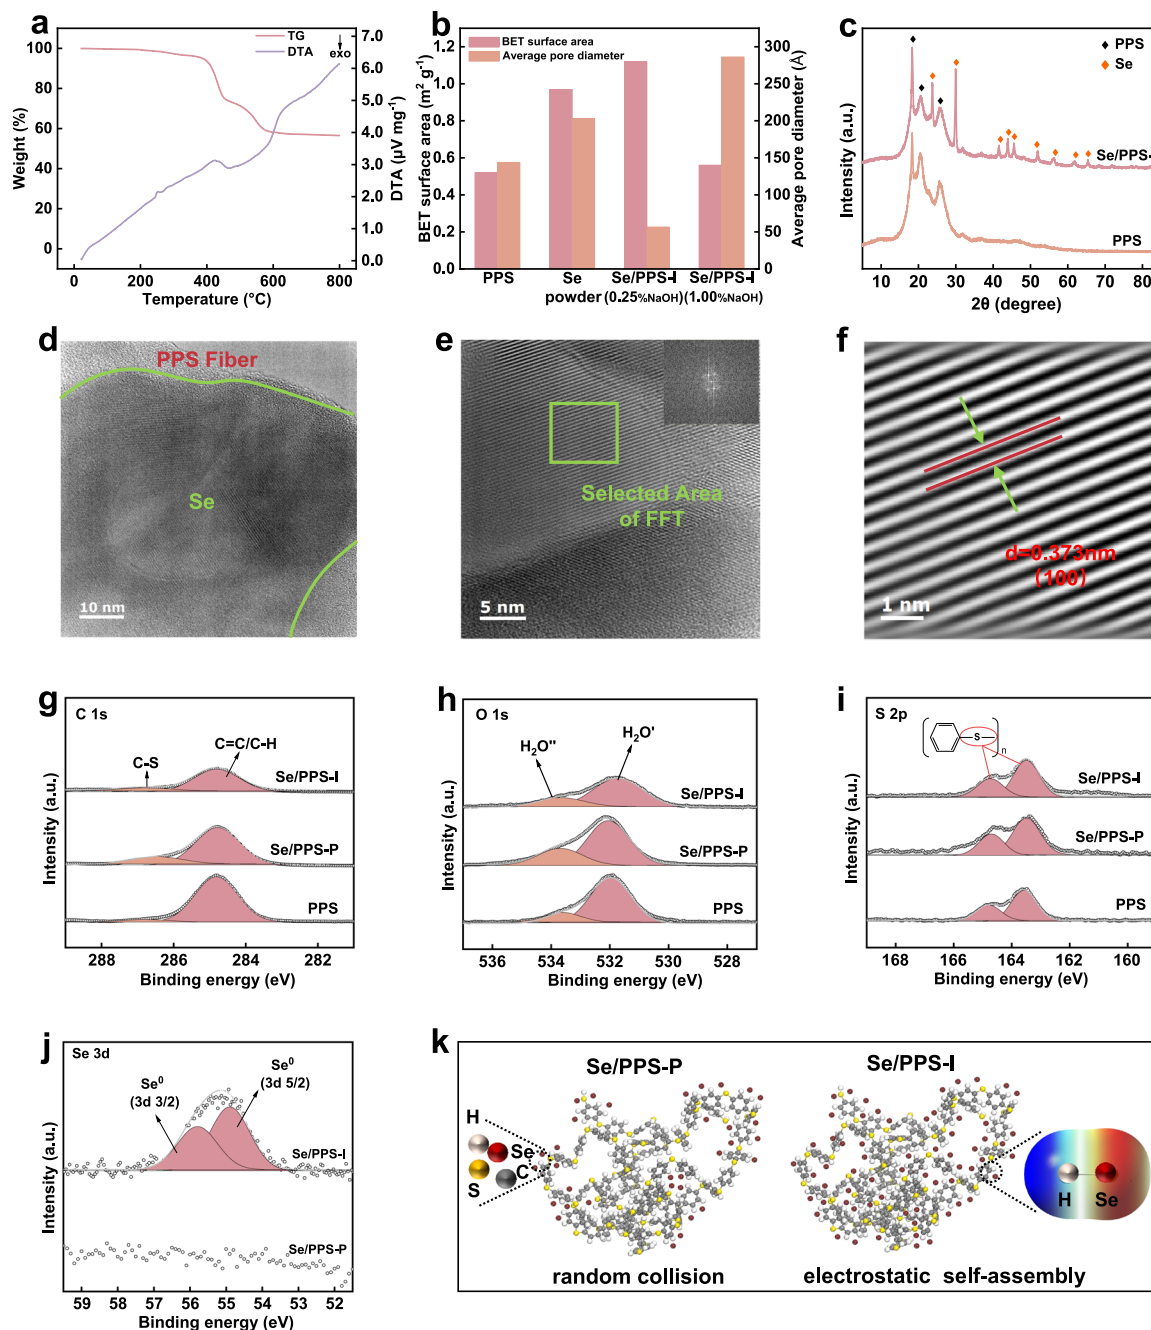 a
TG
DTA
exo
100
80
60
40
20
0
7.0
6.0
5.0
4.0
3.0
2.0
1.0
0.0
Weight (%)
DTA (μV mg⁻¹)
0 200 400 600 800
Temperature (°C)
b
BET surface area
Average pore diameter
1.4
1.2
1.0
0.8
0.6
0.4
0.2
0.0
300
250
200
150
100
50
0
BET surface area (m² g⁻¹)
Average pore diameter (Å)
PPS Se Se/PPS-I Se/PPS-I
powder (0.25%NaOH)(1.00%NaOH)
c
PPS
Se
Se/PPS-
PPS
Intensity (a.u.)
10 20 30 40 50 60 70 80
2θ (degree)
d
PPS Fiber
Se
10 nm
e
Selected Area
of FFT
5 nm
f
d=0.373nm
(100)
1 nm
g
C 1s
C=C/C-H
C-S
Se/PPS-I
Se/PPS-P
PPS
Intensity (a.u.)
288 286 284 282
Binding energy (eV)
h
O 1s
H₂O''
H₂O'
Se/PPS-I
Se/PPS-P
PPS
Intensity (a.u.)
536 534 532 530 528
Binding energy (eV)
i
S 2p
S
n
Se/PPS-I
Se/PPS-P
PPS
Intensity (a.u.)
168 166 164 162 160
Binding energy (eV)
j
Se 3d
Se⁰
(3d 3/2)
Se⁰
(3d 5/2)
Se/PPS-I
Se/PPS-P
Intensity (a.u.)
59 58 57 56 55 54 53 52
Binding energy (eV)
k
Se/PPS-P
Se/PPS-I
H
Se
C
S
H
Se
random collision
electrostatic self-assembly